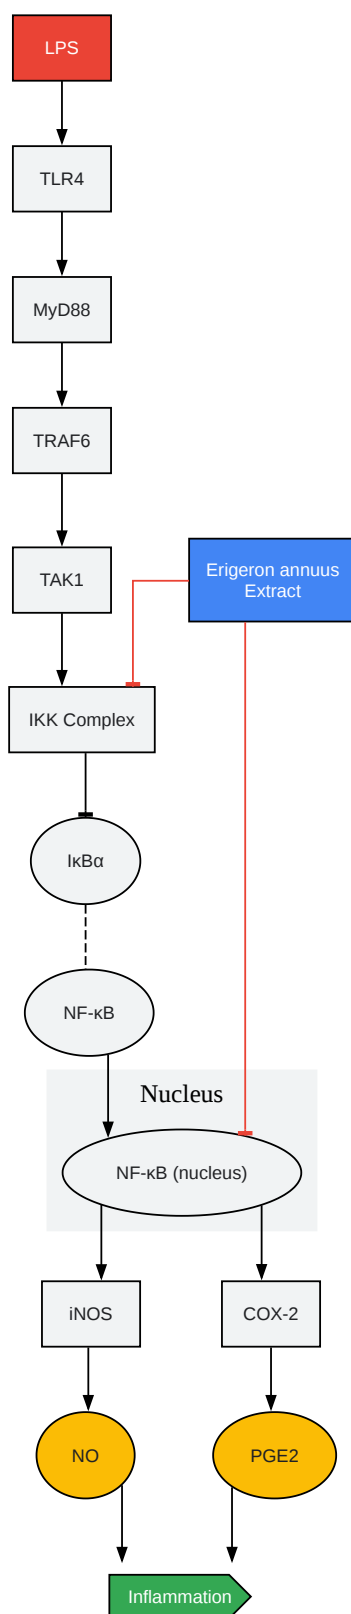 LPS
TLR4
MyD88
TRAF6
TAK1
Erigeron annuus
Extract
IKK Complex
IκBα
NF-κB
Nucleus
NF-κB (nucleus)
iNOS
COX-2
NO
PGE2
Inflammation